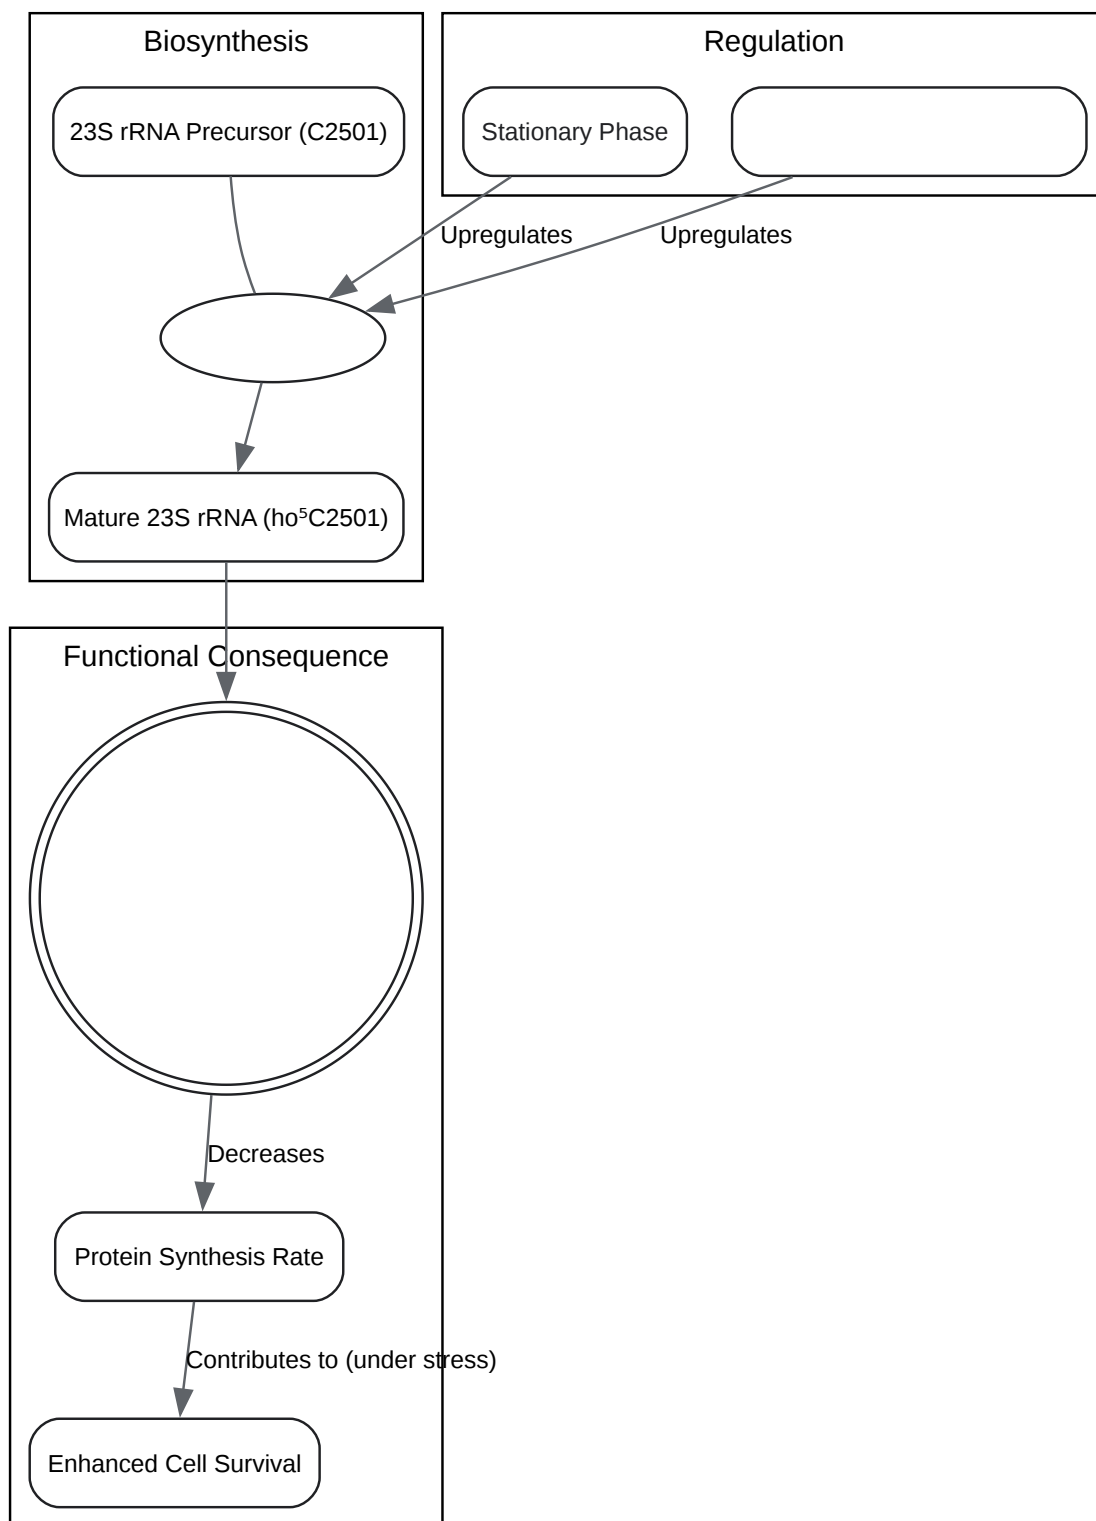 Biosynthesis
Regulation
23S rRNA Precursor (C2501)
Stationary Phase
Upregulates
Upregulates
Mature 23S rRNA (ho⁵C2501)
Functional Consequence
Decreases
Protein Synthesis Rate
Contributes to (under stress)
Enhanced Cell Survival